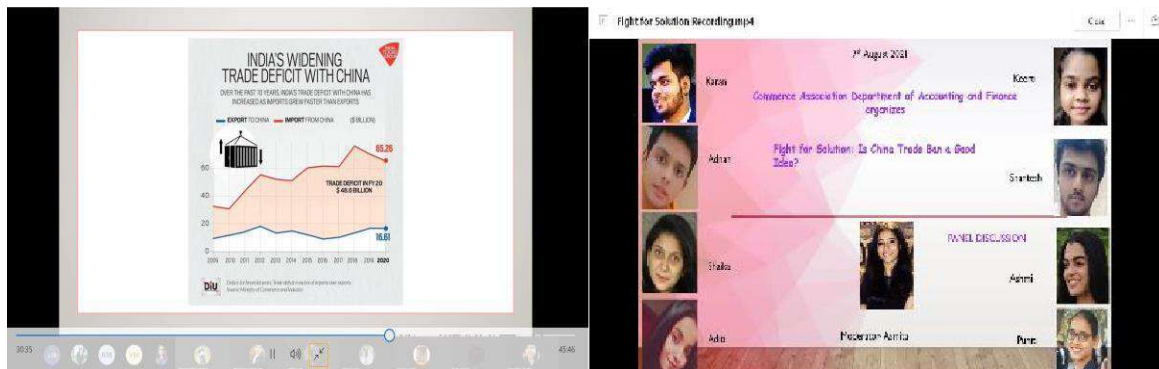 INDIA'S WIDENING
TRADE DEFICIT WITH CHINA
OVER THE PAST 10 YEARS, INDIA'S TRADE DEFICIT WITH CHINA HAS
INCREASED AS IMPORTS GREW FASTER THAN EXPORTS
EXPORT TO CHINA IMPORT FROM CHINA ($ BILLION)
65.26
60
TRADE DEFICIT IN FY 20
$ 48.6 BILLION
40
20
16.61
0
2009 2010 2011 2012 2013 2014 2015 2016 2017 2018 2019 2020
DIU
30:35
45:46
Fight for Solution Recording.mp4
Close
August 2021
Karan
Commerce Association Department of Accounting and Finance
organizes
Adnan
Fight for Solution: Is China Trade Ban a Good
Idea?
Shantesh
PANEL DISCUSSION
Ashmi
Aditi
Moderator